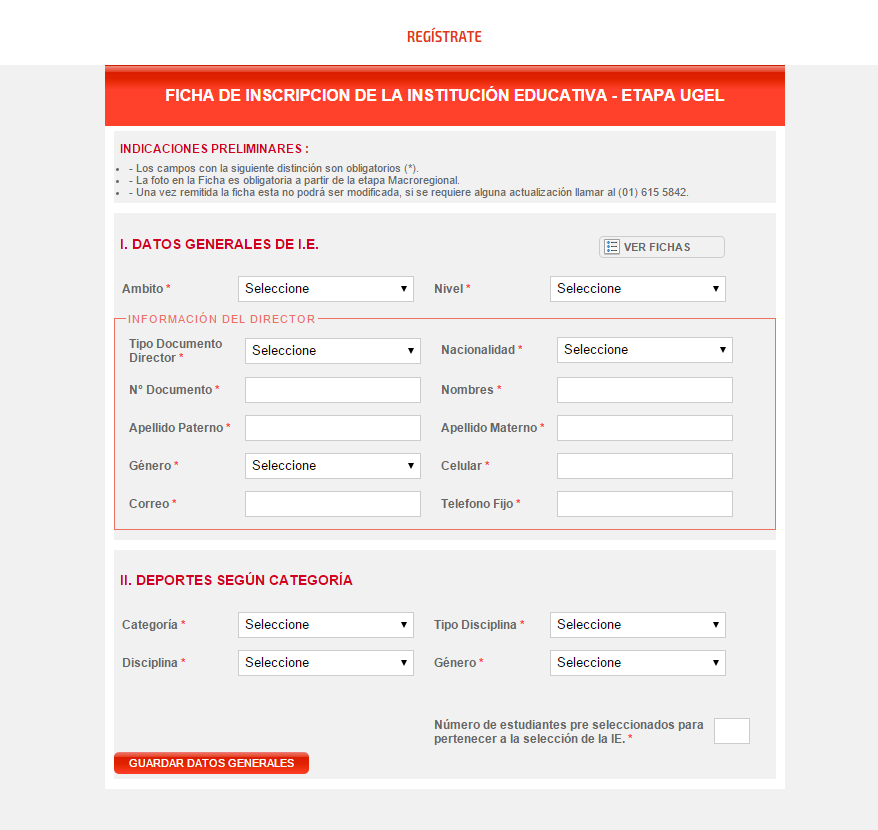 REGÍSTRATE
FICHA DE INSCRIPCION DE LA INSTITUCIÓN EDUCATIVA - ETAPA UGEL
INDICACIONES PRELIMINARES :
- Los campos con la siguiente distinción son obligatorios (*).
- La foto en la Ficha es obligatoria a partir de la etapa Macroregional.
- Una vez remitida la ficha esta no podrá ser modificada, si se requiere alguna actualización llamar al (01) 615 5842.
I. DATOS GENERALES DE I.E.
VER FICHAS
Ambito * Seleccione Nivel * Seleccione
INFORMACIÓN DEL DIRECTOR
Tipo Documento
Director * Seleccione Nacionalidad * Seleccione
Nº Documento * Nombres *
Apellido Paterno * Apellido Materno *
Género * Seleccione Celular *
Correo * Telefono Fijo *
II. DEPORTES SEGÚN CATEGORÍA
Categoría * Seleccione Tipo Disciplina * Seleccione
Disciplina * Seleccione Género * Seleccione
Número de estudiantes pre seleccionados para
pertenecer a la selección de la IE. *
GUARDAR DATOS GENERALES